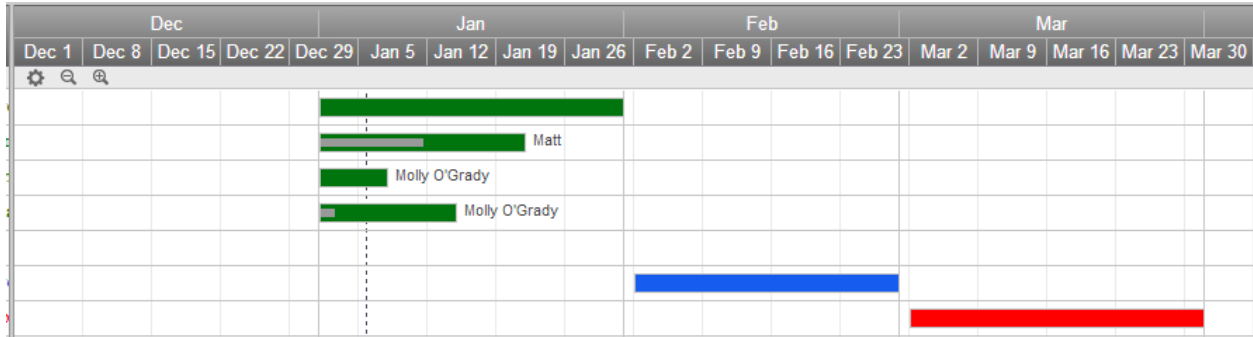 Dec Jan Feb Mar
Dec 1 Dec 8 Dec 15 Dec 22 Dec 29 Jan 5 Jan 12 Jan 19 Jan 26 Feb 2 Feb 9 Feb 16 Feb 23 Mar 2 Mar 9 Mar 16 Mar 23 Mar 30
Matt
Molly O'Grady
Molly O'Grady